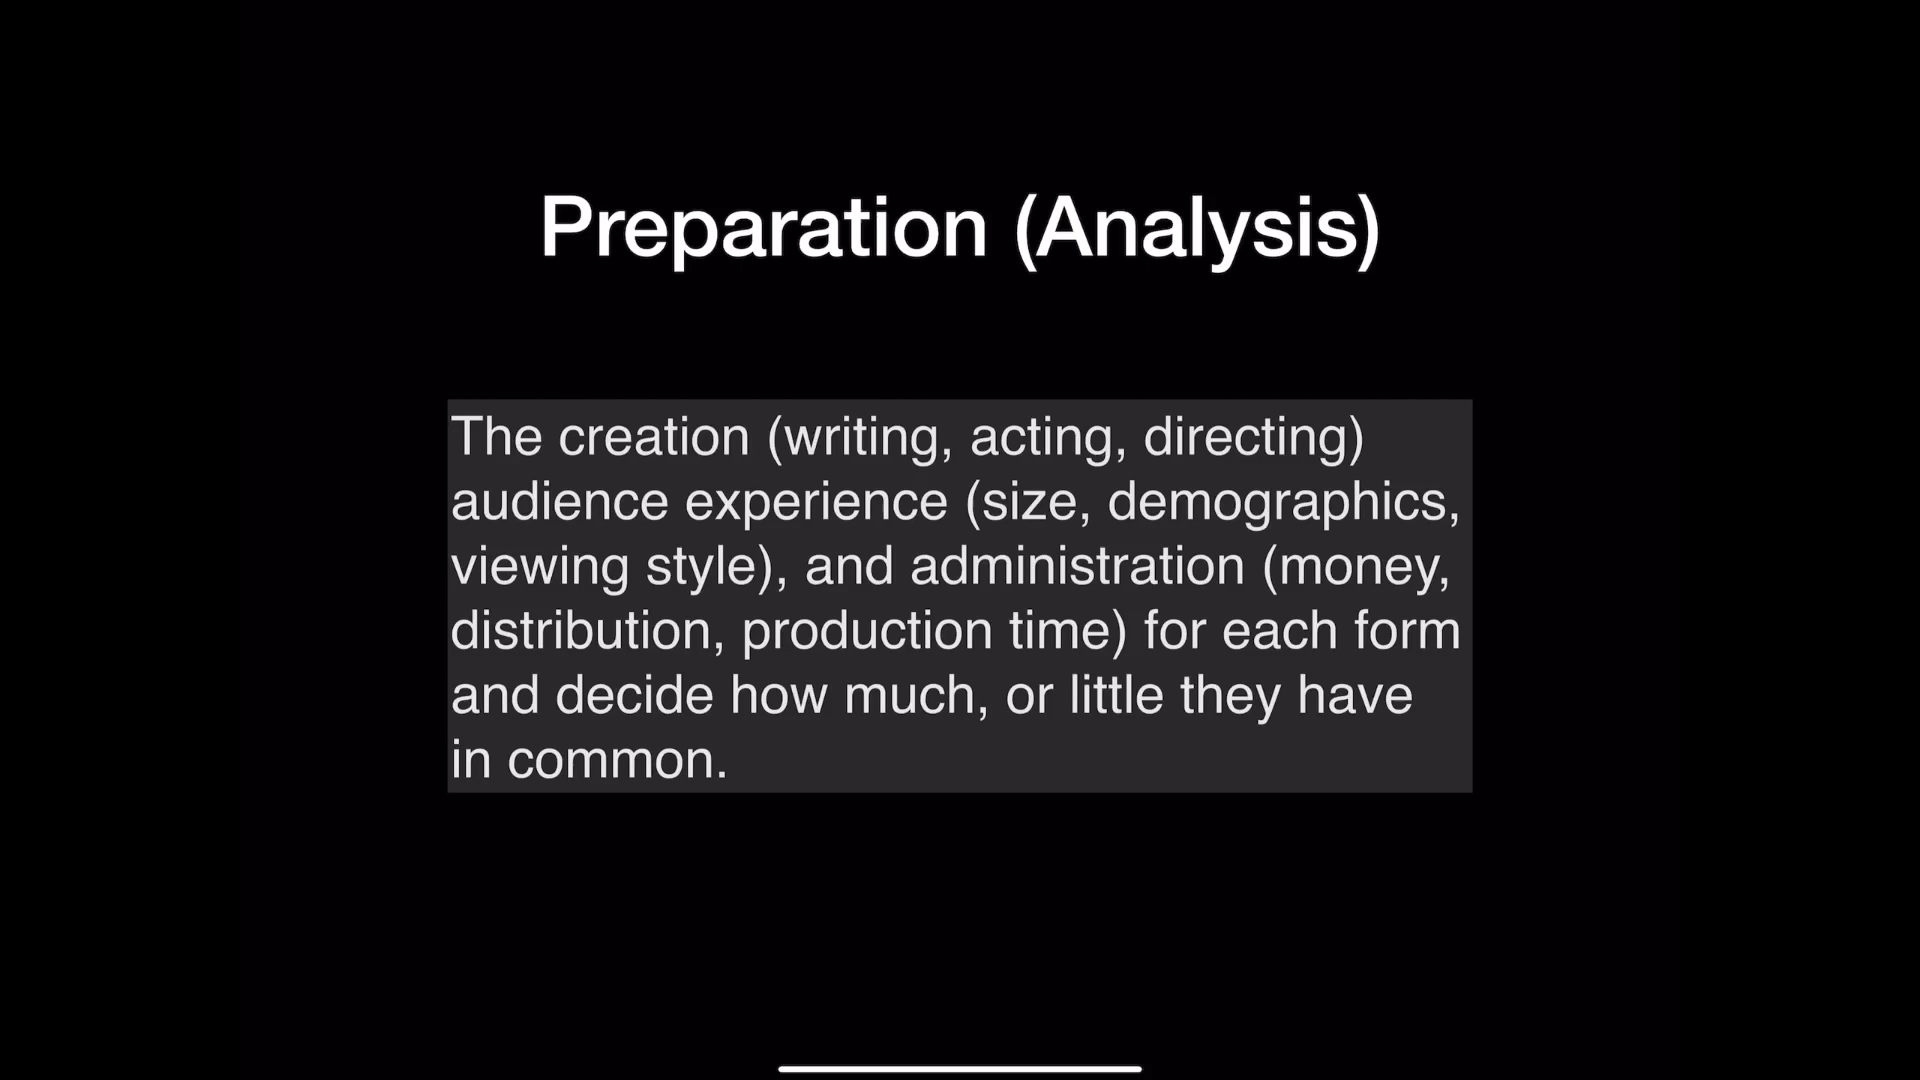 Preparation (Analysis)
The creation (writing, acting, directing)
audience experience (size, demographics,
viewing style), and administration (money,
distribution, production time) for each form
and decide how much, or little they have
in common.